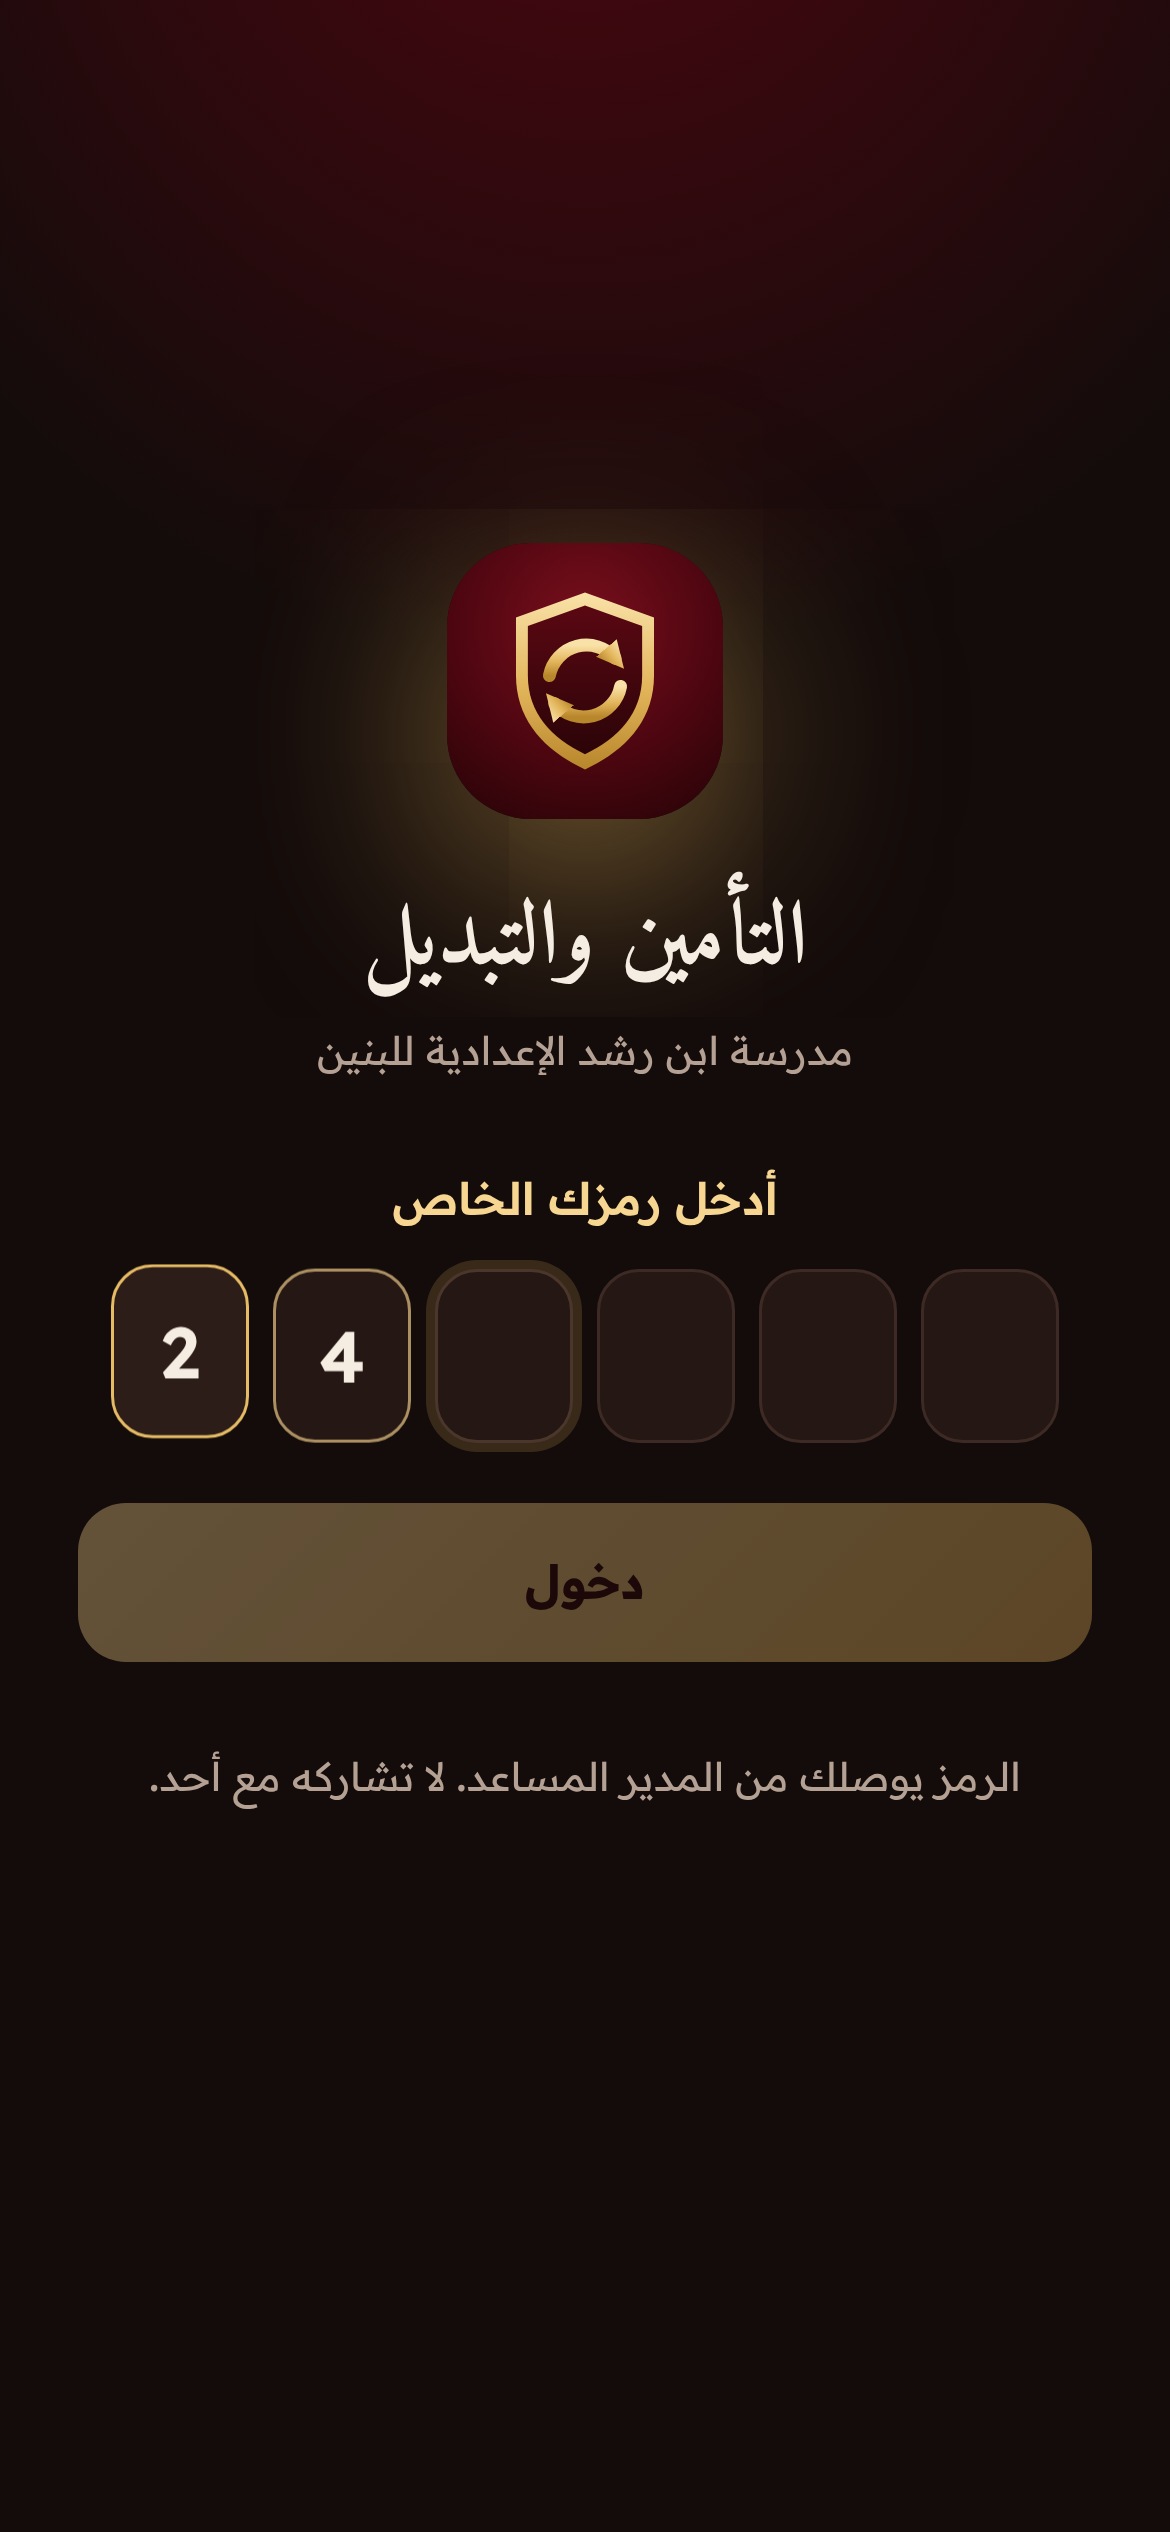 التأمين والتبديل
مدرسة ابن رشد الإعدادية للبنين
أدخل رمزك الخاص
2 4
دخول
الرمز يوصلك من المدير المساعد. لا تشاركه مع أحد.